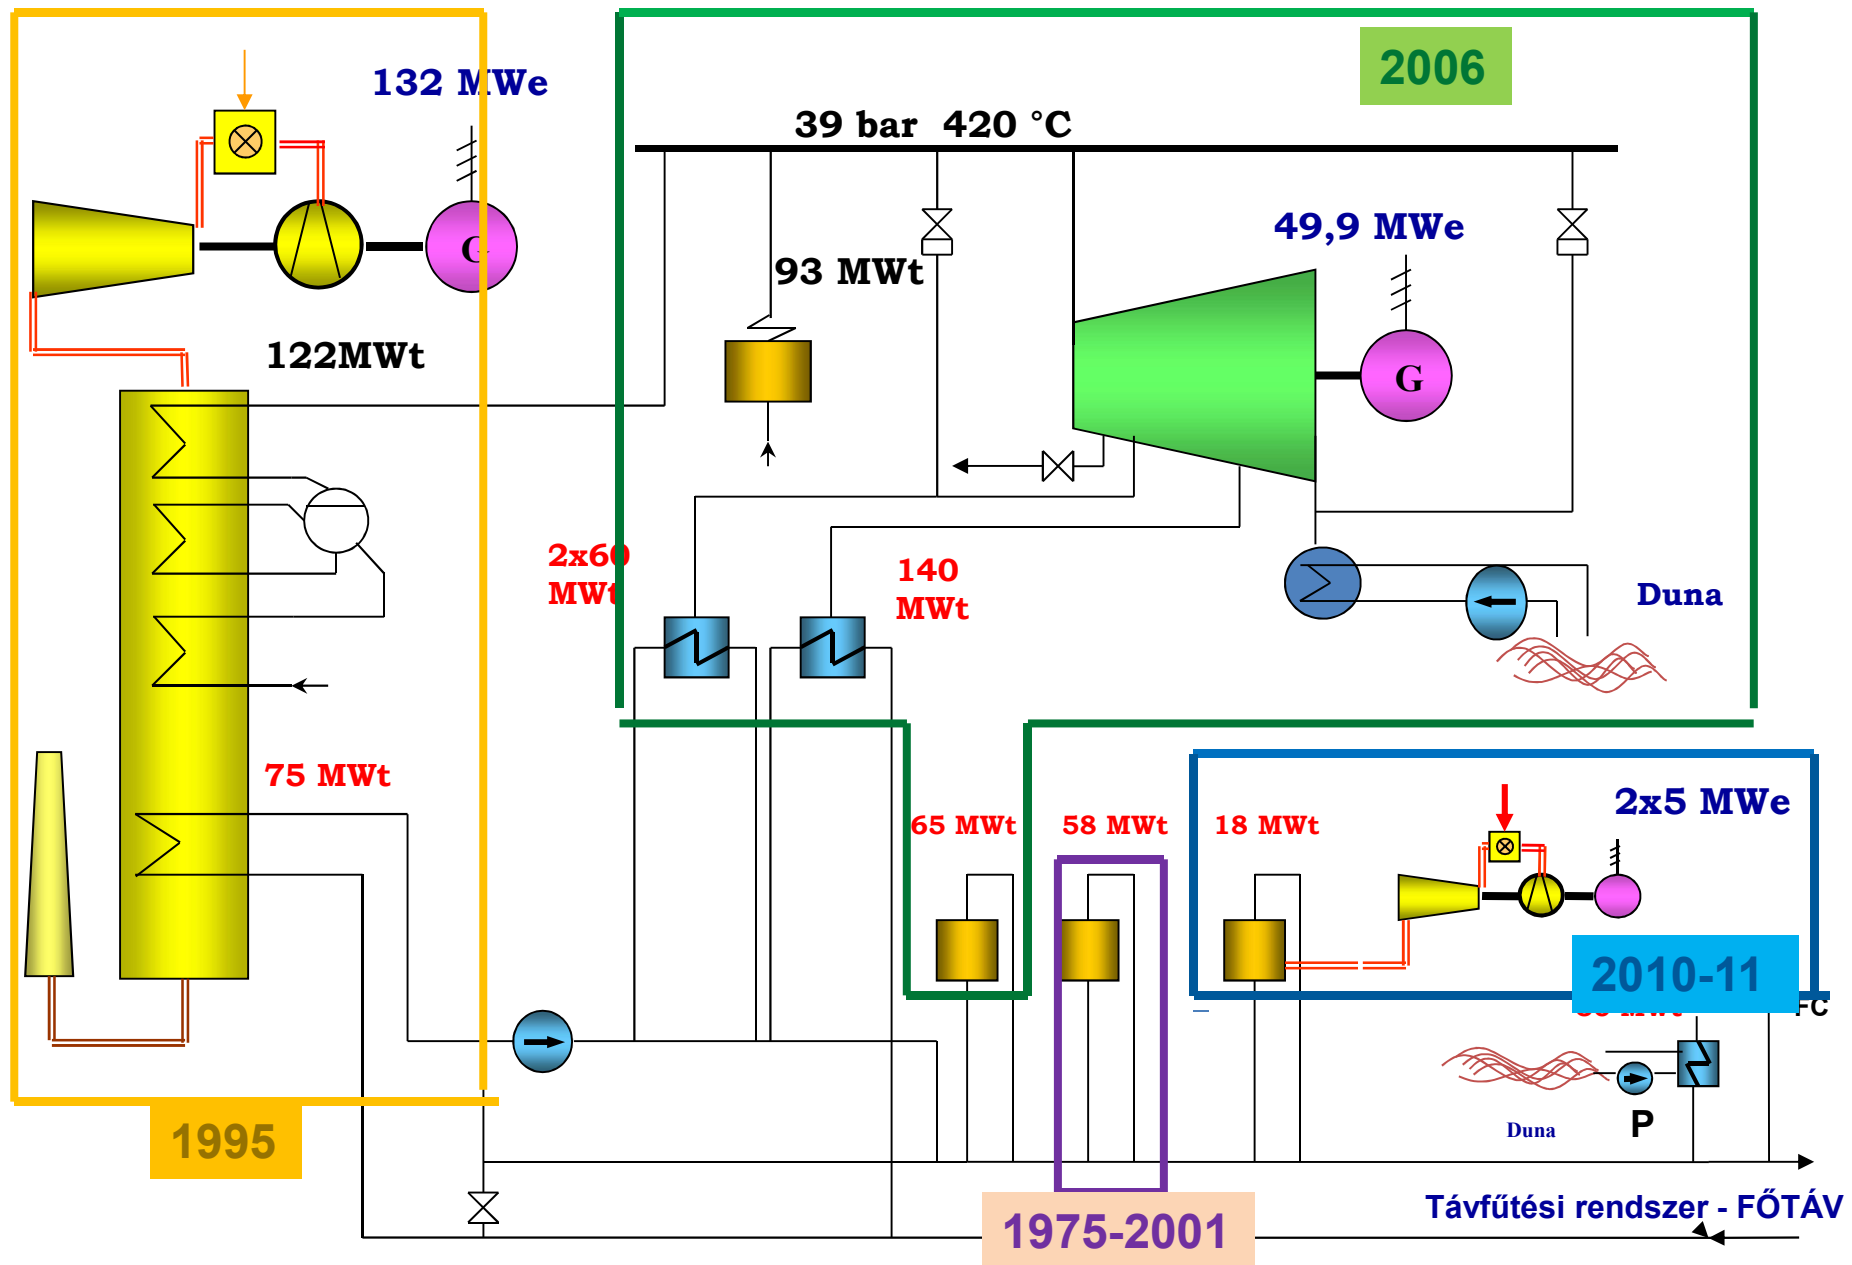 132 MWe
2006
39 bar 420 °C
G
49,9 MWe
93 MWt
122MWt
G
2x60
MWt
140
MWt
Duna
75 MWt
65 MWt
58 MWt
18 MWt
2x5 MWe
2010-11
Duna
P
1995
Távfűtési rendszer - FŐTÁV
1975-2001